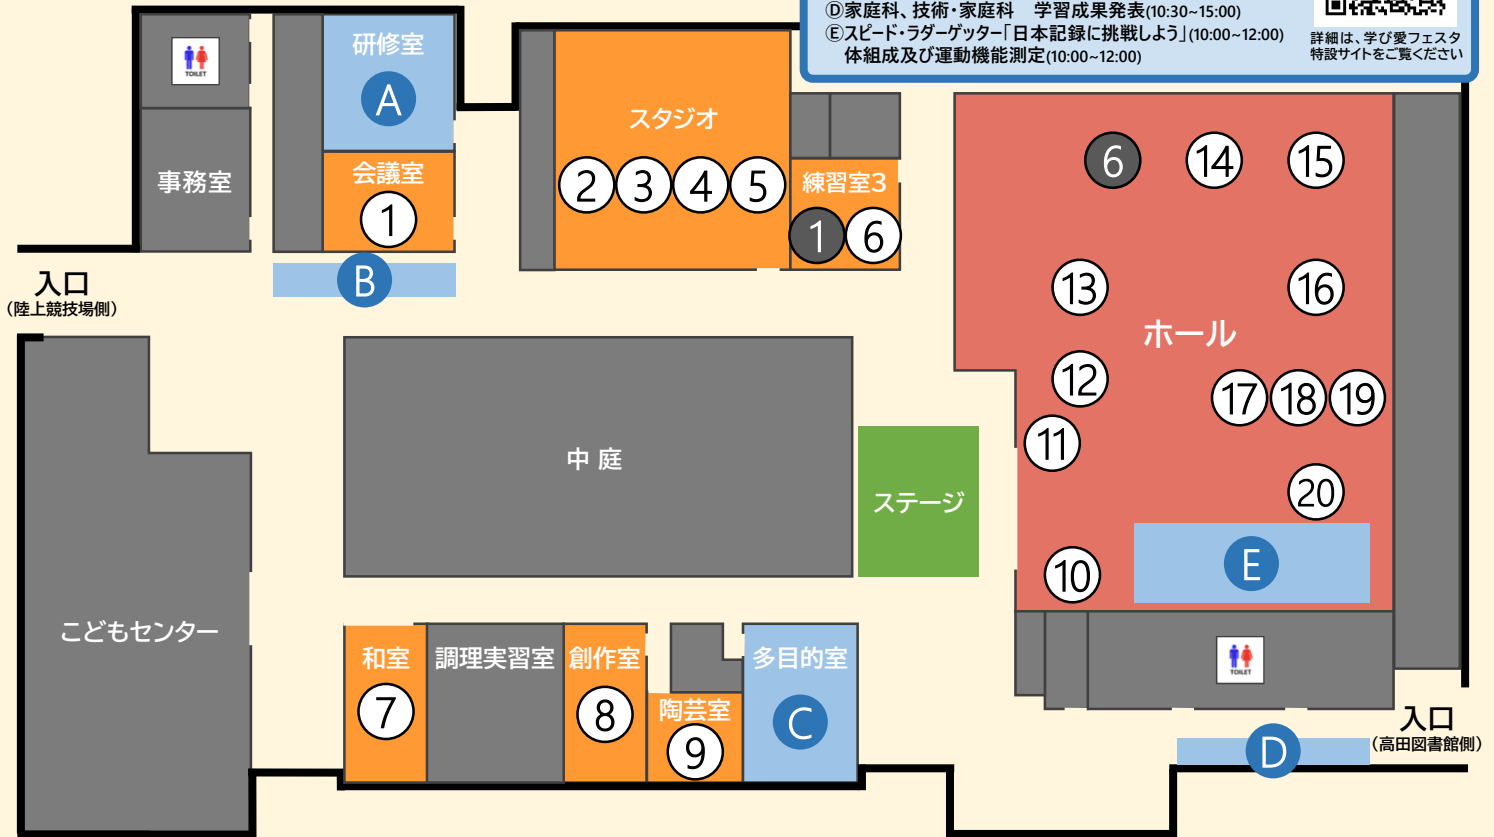 Ⓓ家庭科、技術・家庭科　学習成果発表(10:30~15:00)
Ⓔスピード・ラダーゲッター「日本記録に挑戦しよう」(10:00~12:00)
体組成及び運動機能測定(10:00~12:00)
詳細は、学び愛フェスタ
特設サイトをご覧ください
TOILET
研修室
A
事務室
会議室
1
B
スタジオ
2 3 4 5
練習室3
1 6
入口
（陸上競技場側）
6 14 15
13 16
ホール
12
17 18 19
11
20
E
10
中 庭
ステージ
こどもセンター
和室
7
調理実習室
創作室
8
陶芸室
9
多目的室
C
TOILET
入口
（高田図書館側）
D